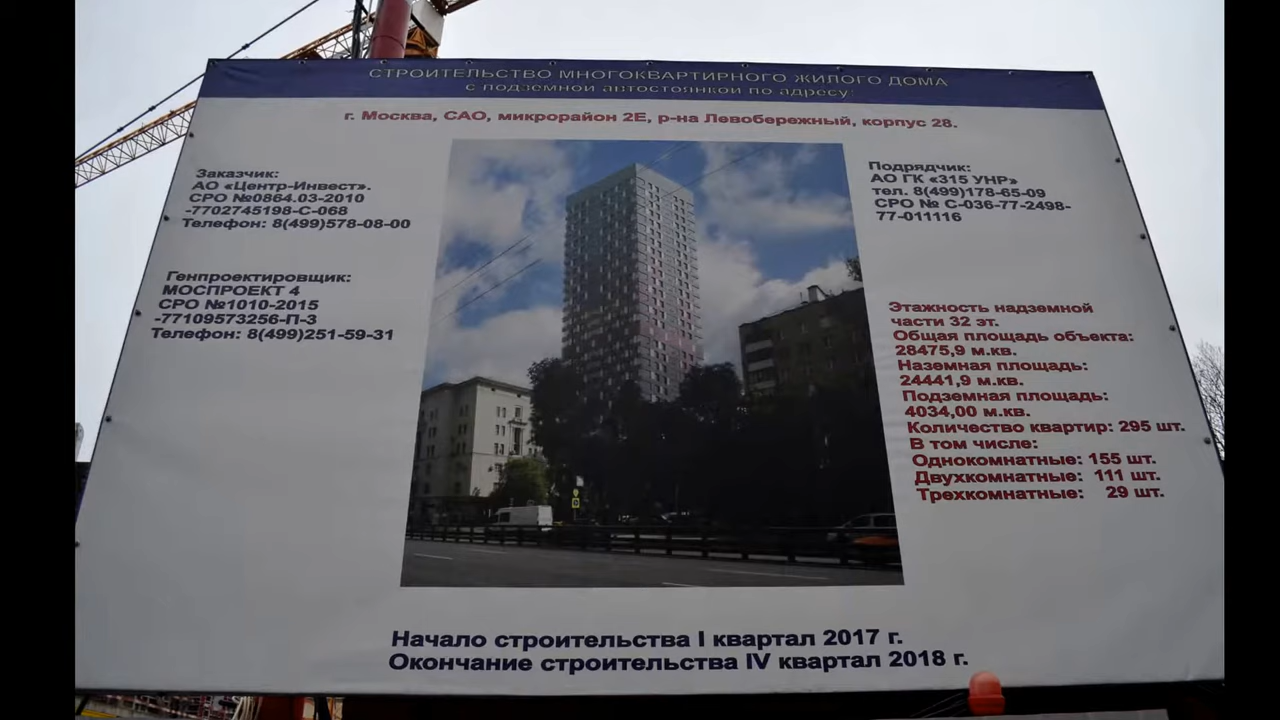 СТРОИТЕЛЬСТВО МНОГОКВАРТИРНОГО ЖИЛОГО ДОМА
с подземной автостоянкой по адресу:
г. Москва, САО, микрорайон 2Е, р-на Левобережный, корпус 28.
Заказчик:
АО «Центр-Инвест».
СРО №0864.03-2010
-7702745198-С-068
Телефон: 8(499)578-08-00
Генпроектировщик:
МОСПРОЕКТ 4
СРО №1010-2015
-77109573256-П-3
Телефон: 8(499)251-59-31
Подрядчик:
АО ГК «315 УНР»
тел. 8(499)178-65-09
СРО № С-036-77-2498-
77-011116
Этажность надземной
части 32 эт.
Общая площадь объекта:
28475,9 м.кв.
Наземная площадь:
24441,9 м.кв.
Подземная площадь:
4034,00 м.кв.
Количество квартир: 295 шт.
В том числе:
Однокомнатные: 155 шт.
Двухкомнатные: 111 шт.
Трехкомнатные: 29 шт.
Начало строительства I квартал 2017 г.
Окончание строительства IV квартал 2018 г.